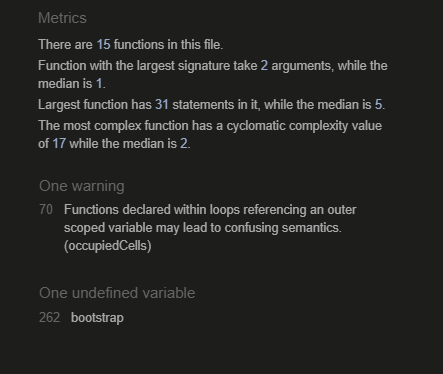 Metrics
There are 15 functions in this file.
Function with the largest signature take 2 arguments, while the
median is 1.
Largest function has 31 statements in it, while the median is 5.
The most complex function has a cyclomatic complexity value
of 17 while the median is 2.
One warning
70 Functions declared within loops referencing an outer
scoped variable may lead to confusing semantics.
(occupiedCells)
One undefined variable
262 bootstrap